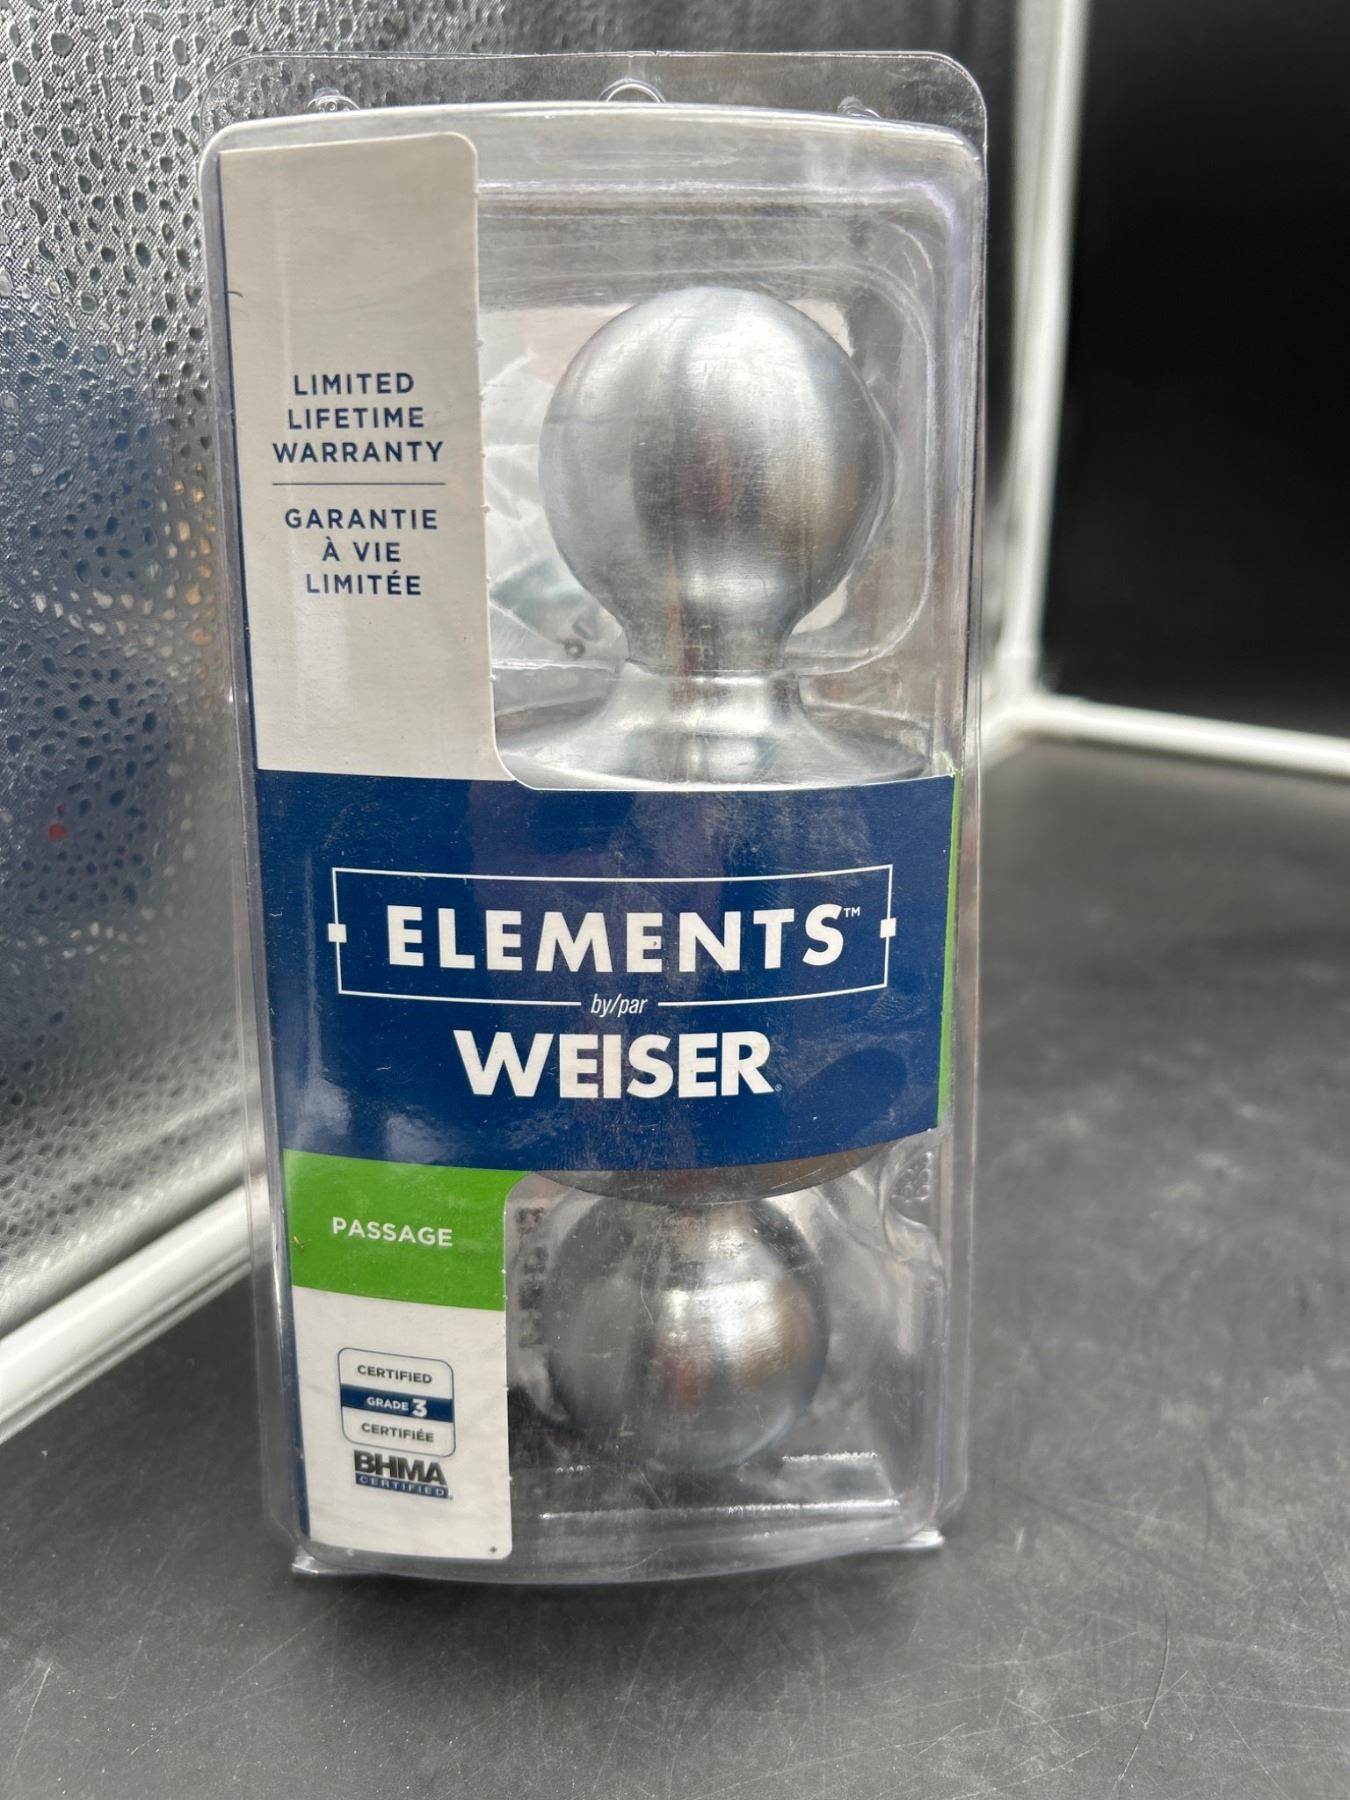 LIMITED
LIFETIME
WARRANTY
GARANTIE
À VIE
LIMITÉE
ELEMENTS™
by/par
WEISER®
PASSAGE
CERTIFIED
GRADE 3
CERTIFIÉE
BHMA
CERTIFIED